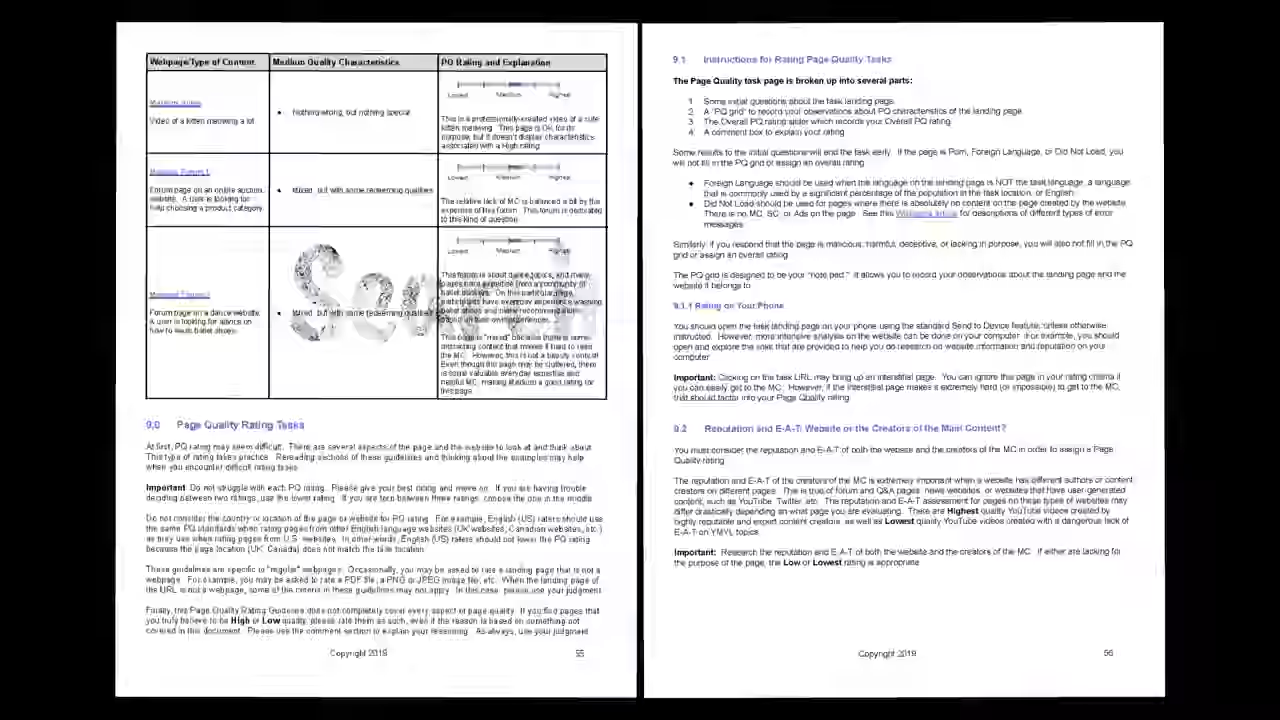 Webpage/Type of Content
Medium Quality Characteristics
PQ Rating and Explanation
Video of a kitten meowing a lot
Nothing wrong, but nothing special
Lowest Medium Highest
This is a professionally-created video of a cute
kitten meowing. This page is OK for its
purpose, but it doesn't display characteristics
associated with a High rating.
Forum page on an online auction
website. A user is looking for
help choosing a product category.
Mixed, but with some redeeming qualities
Lowest Medium Highest
The relative lack of MC is balanced a bit by the
expertise of this forum. This forum is dedicated
to this kind of question.
Forum page on a dance website.
A user is looking for advice on
how to wash ballet shoes.
Mixed, but with some redeeming qualities
Lowest Medium Highest
This forum is about dance topics, and many
pages have expertise from a community of
On this particular page,
participants have everyday experience washing
ballet shoes and
This page is "mixed" because there is some
distracting content that makes it hard to read
the MC. However, this is not a
Even though the page may be cluttered, there
is some valuable everyday expertise and
helpful MC, making Medium a good rating for
this page.
9.0 Page Quality Rating Tasks
At first, PQ rating may seem difficult. There are several aspects of the page and the website to look at and think about.
This type of rating takes practice. Rereading sections of these guidelines and thinking about the examples may help
when you encounter difficult rating tasks.
Important: Do not struggle with each PQ rating. Please give your best rating and move on. If you are having trouble
deciding between two ratings, use the lower rating. If you are torn between three ratings, choose the one in the middle.
Do not consider the country or location of the page or website for PQ rating. For example, English (US) raters should use
the same PQ standards when rating pages from other English language websites (UK websites, Canadian websites, etc.)
as they use when rating pages from U.S. websites. In other words, English (US) raters should not lower the PQ rating
because the page location (UK, Canada) does not match the task location.
These guidelines are specific to "regular" webpages. Occasionally, you may be asked to rate a landing page that is not a
webpage. For example, you may be asked to rate a PDF file, a PNG or JPEG image file, etc. When the landing page of
the URL is not a webpage, some of the criteria in these guidelines may not apply. In this case, please use your judgment.
Finally, this Page Quality Rating Guidelines does not completely cover every aspect of page quality. If you find pages that
you truly believe to be High or Low quality, please rate them as such, even if the reason is based on something not
covered in this document. Please use the comment section to explain your reasoning. As always, use your judgment
Copyright 2019
55
9.1 Instructions for Rating Page Quality Tasks
The Page Quality task page is broken up into several parts:
1. Some initial questions about the task landing page
2. A "PQ grid" to record your observations about PQ characteristics of the landing page
3. The Overall PQ rating slider which records your Overall PQ rating
4. A comment box to explain your rating
Some results to the initial questions will end the task early. If the page is Porn, Foreign Language, or Did Not Load, you
will not fill in the PQ grid or assign an overall rating.
Foreign Language should be used when the language on the landing page is NOT the task language, a language
that is commonly used by a significant percentage of the population in the task location, or English.
Did Not Load should be used for pages where there is absolutely no content on the page created by the website.
There is no MC, SC, or Ads on the page. See this Wikipedia article for descriptions of different types of error
messages.
Similarly, if you respond that the page is malicious, harmful, deceptive, or lacking in purpose, you will also not fill in the PQ
grid or assign an overall rating.
The PQ grid is designed to be your "note pad." It allows you to record your observations about the landing page and the
website it belongs to.
9.1.1 Rating on Your Phone
You should open the task landing page on your phone using the standard Send to Device feature, unless otherwise
instructed. However, more intensive analysis on the website can be done on your computer. For example, you should
open and explore the links that are provided to help you do research on website information and reputation on your
computer.
Important: Clicking on the task URL may bring up an interstitial page. You can ignore this page in your rating criteria if
you can easily get to the MC. However, if the interstitial page makes it extremely hard (or impossible) to get to the MC,
that should factor into your Page Quality rating.
9.2 Reputation and E-A-T: Website or the Creators of the Main Content?
You must consider the reputation and E-A-T of both the website and the creators of the MC in order to assign a Page
Quality rating.
The reputation and E-A-T of the creators of the MC is extremely important when a website has different authors or content
creators on different pages. This is true of forum and Q&A pages, news websites, or websites that have user-generated
content, such as YouTube, Twitter, etc. The reputation and E-A-T assessment for pages on these types of websites may
differ drastically depending on what page you are evaluating. There are Highest quality YouTube videos created by
highly reputable and expert content creators, as well as Lowest quality YouTube videos created with a dangerous lack of
E-A-T on YMYL topics.
Important: Research the reputation and E-A-T of both the website and the creators of the MC. If either are lacking for
the purpose of the page, the Low or Lowest rating is appropriate.
Copyright 2019
56